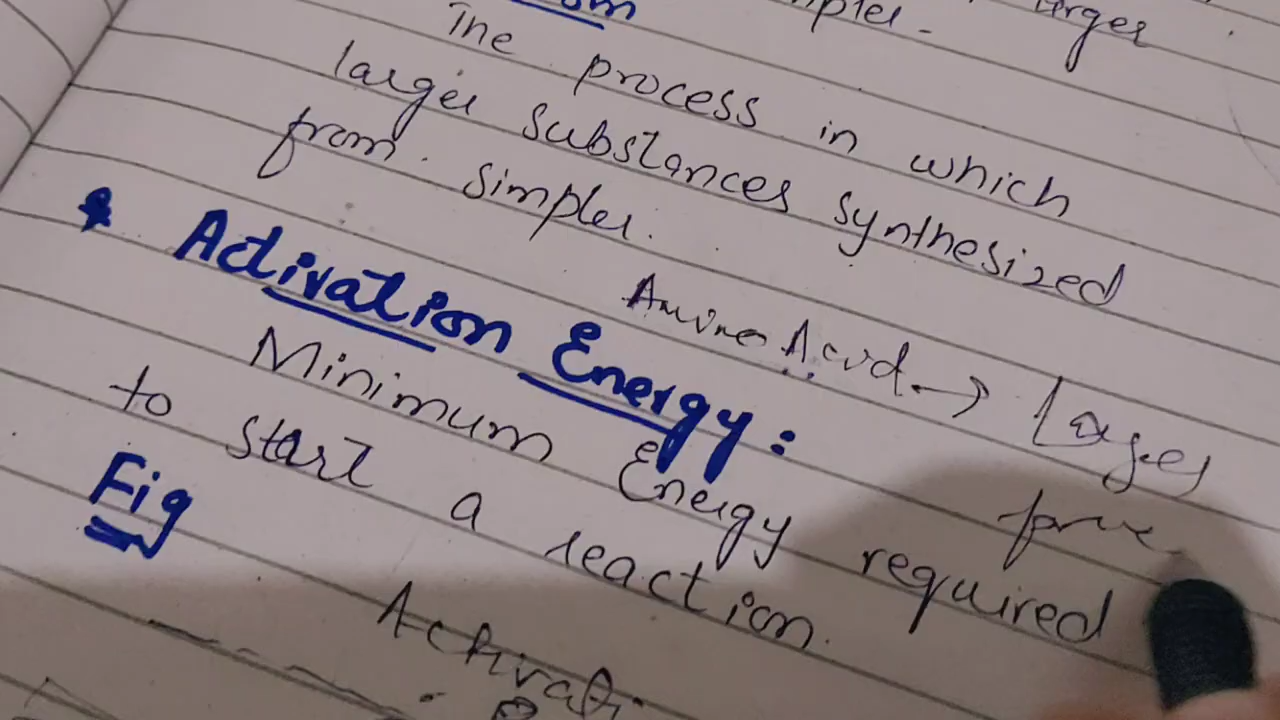 larger
The process in which
larger substances synthesized
from simpler.
Amino Acid → Larger
* Activation Energy:
Minimum Energy required
to start a reaction.
Fig
Activati